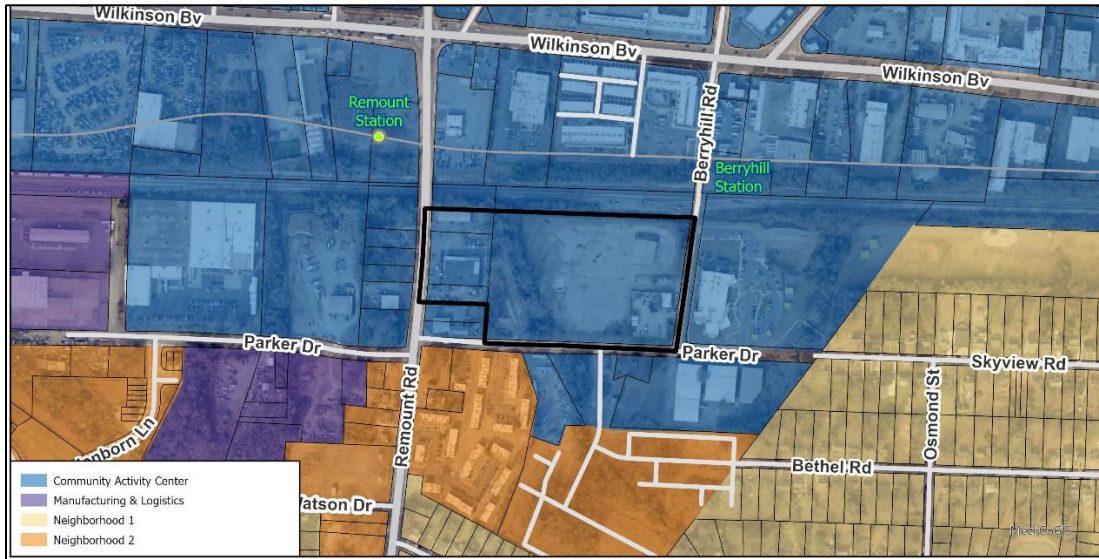 Wilkinson Bv
Wilkinson Bv
Wilkinson Bv
Remount
Station
Berryhill Rd
Berryhill
Station
Parker Dr
Parker Dr
Skyview Rd
Remount Rd
Osmond St
Bethel Rd
Watson Dr
Community Activity Center
Manufacturing & Logistics
Neighborhood 1
Neighborhood 2